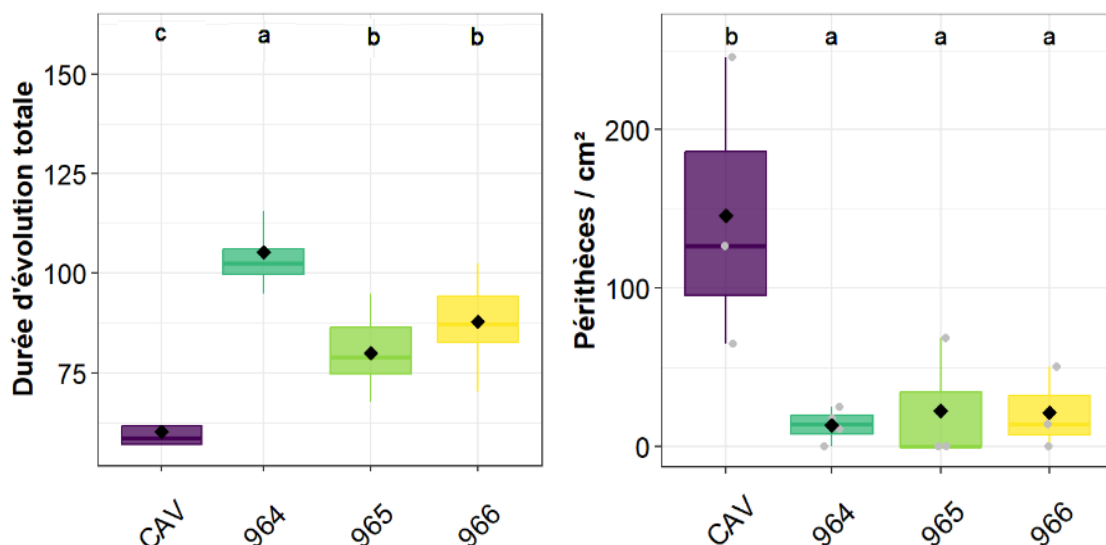 Durée d'évolution totale
150
125
100
75
c a b b
CAV 964 965 966
Périthèces / cm²
200
100
0
b a a a
CAV 964 965 966